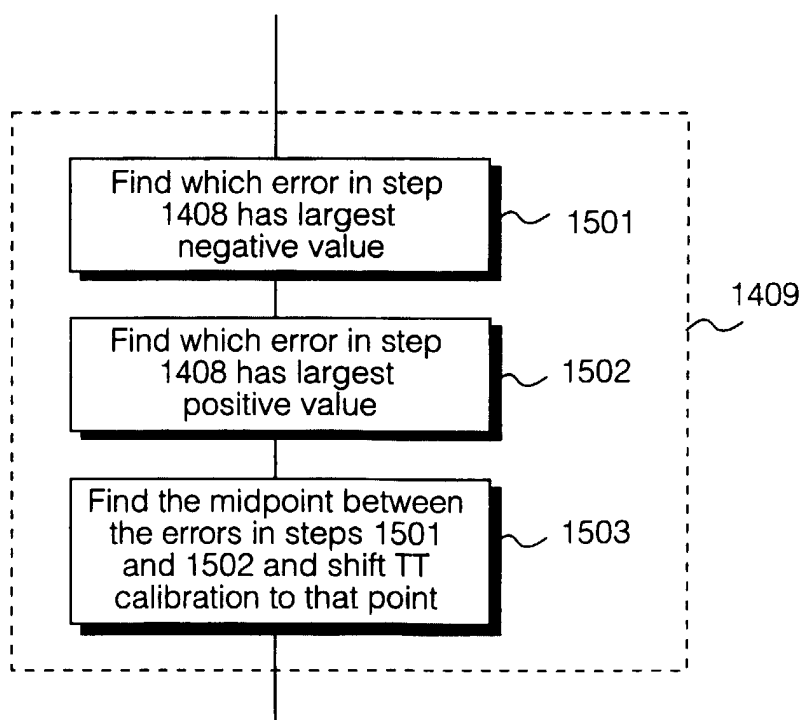 Find which error in step
1408 has largest
negative value
1501
1409
Find which error in step
1408 has largest
positive value
1502
Find the midpoint between
the errors in steps 1501
and 1502 and shift TT
calibration to that point
1503